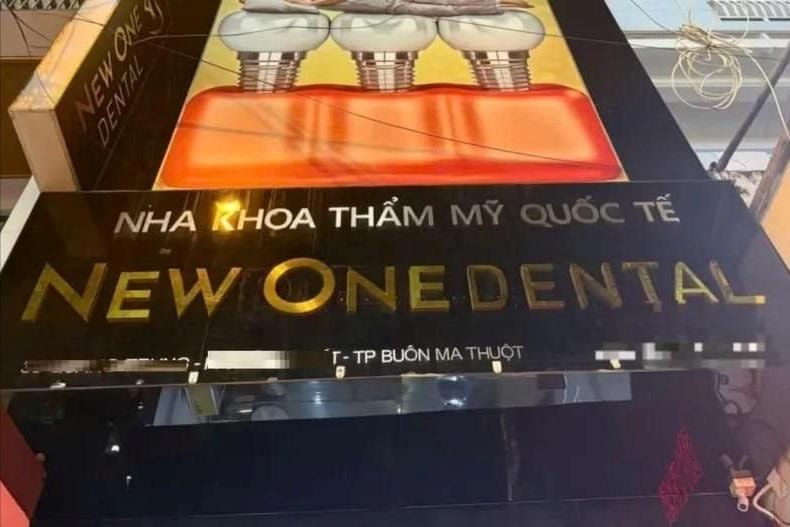 NEW ONE
DENTAL
NHA KHOA THẨM MỸ QUỐC TẾ
NEW ONE DENTAL
T - TP BUÔN MA THUỘT